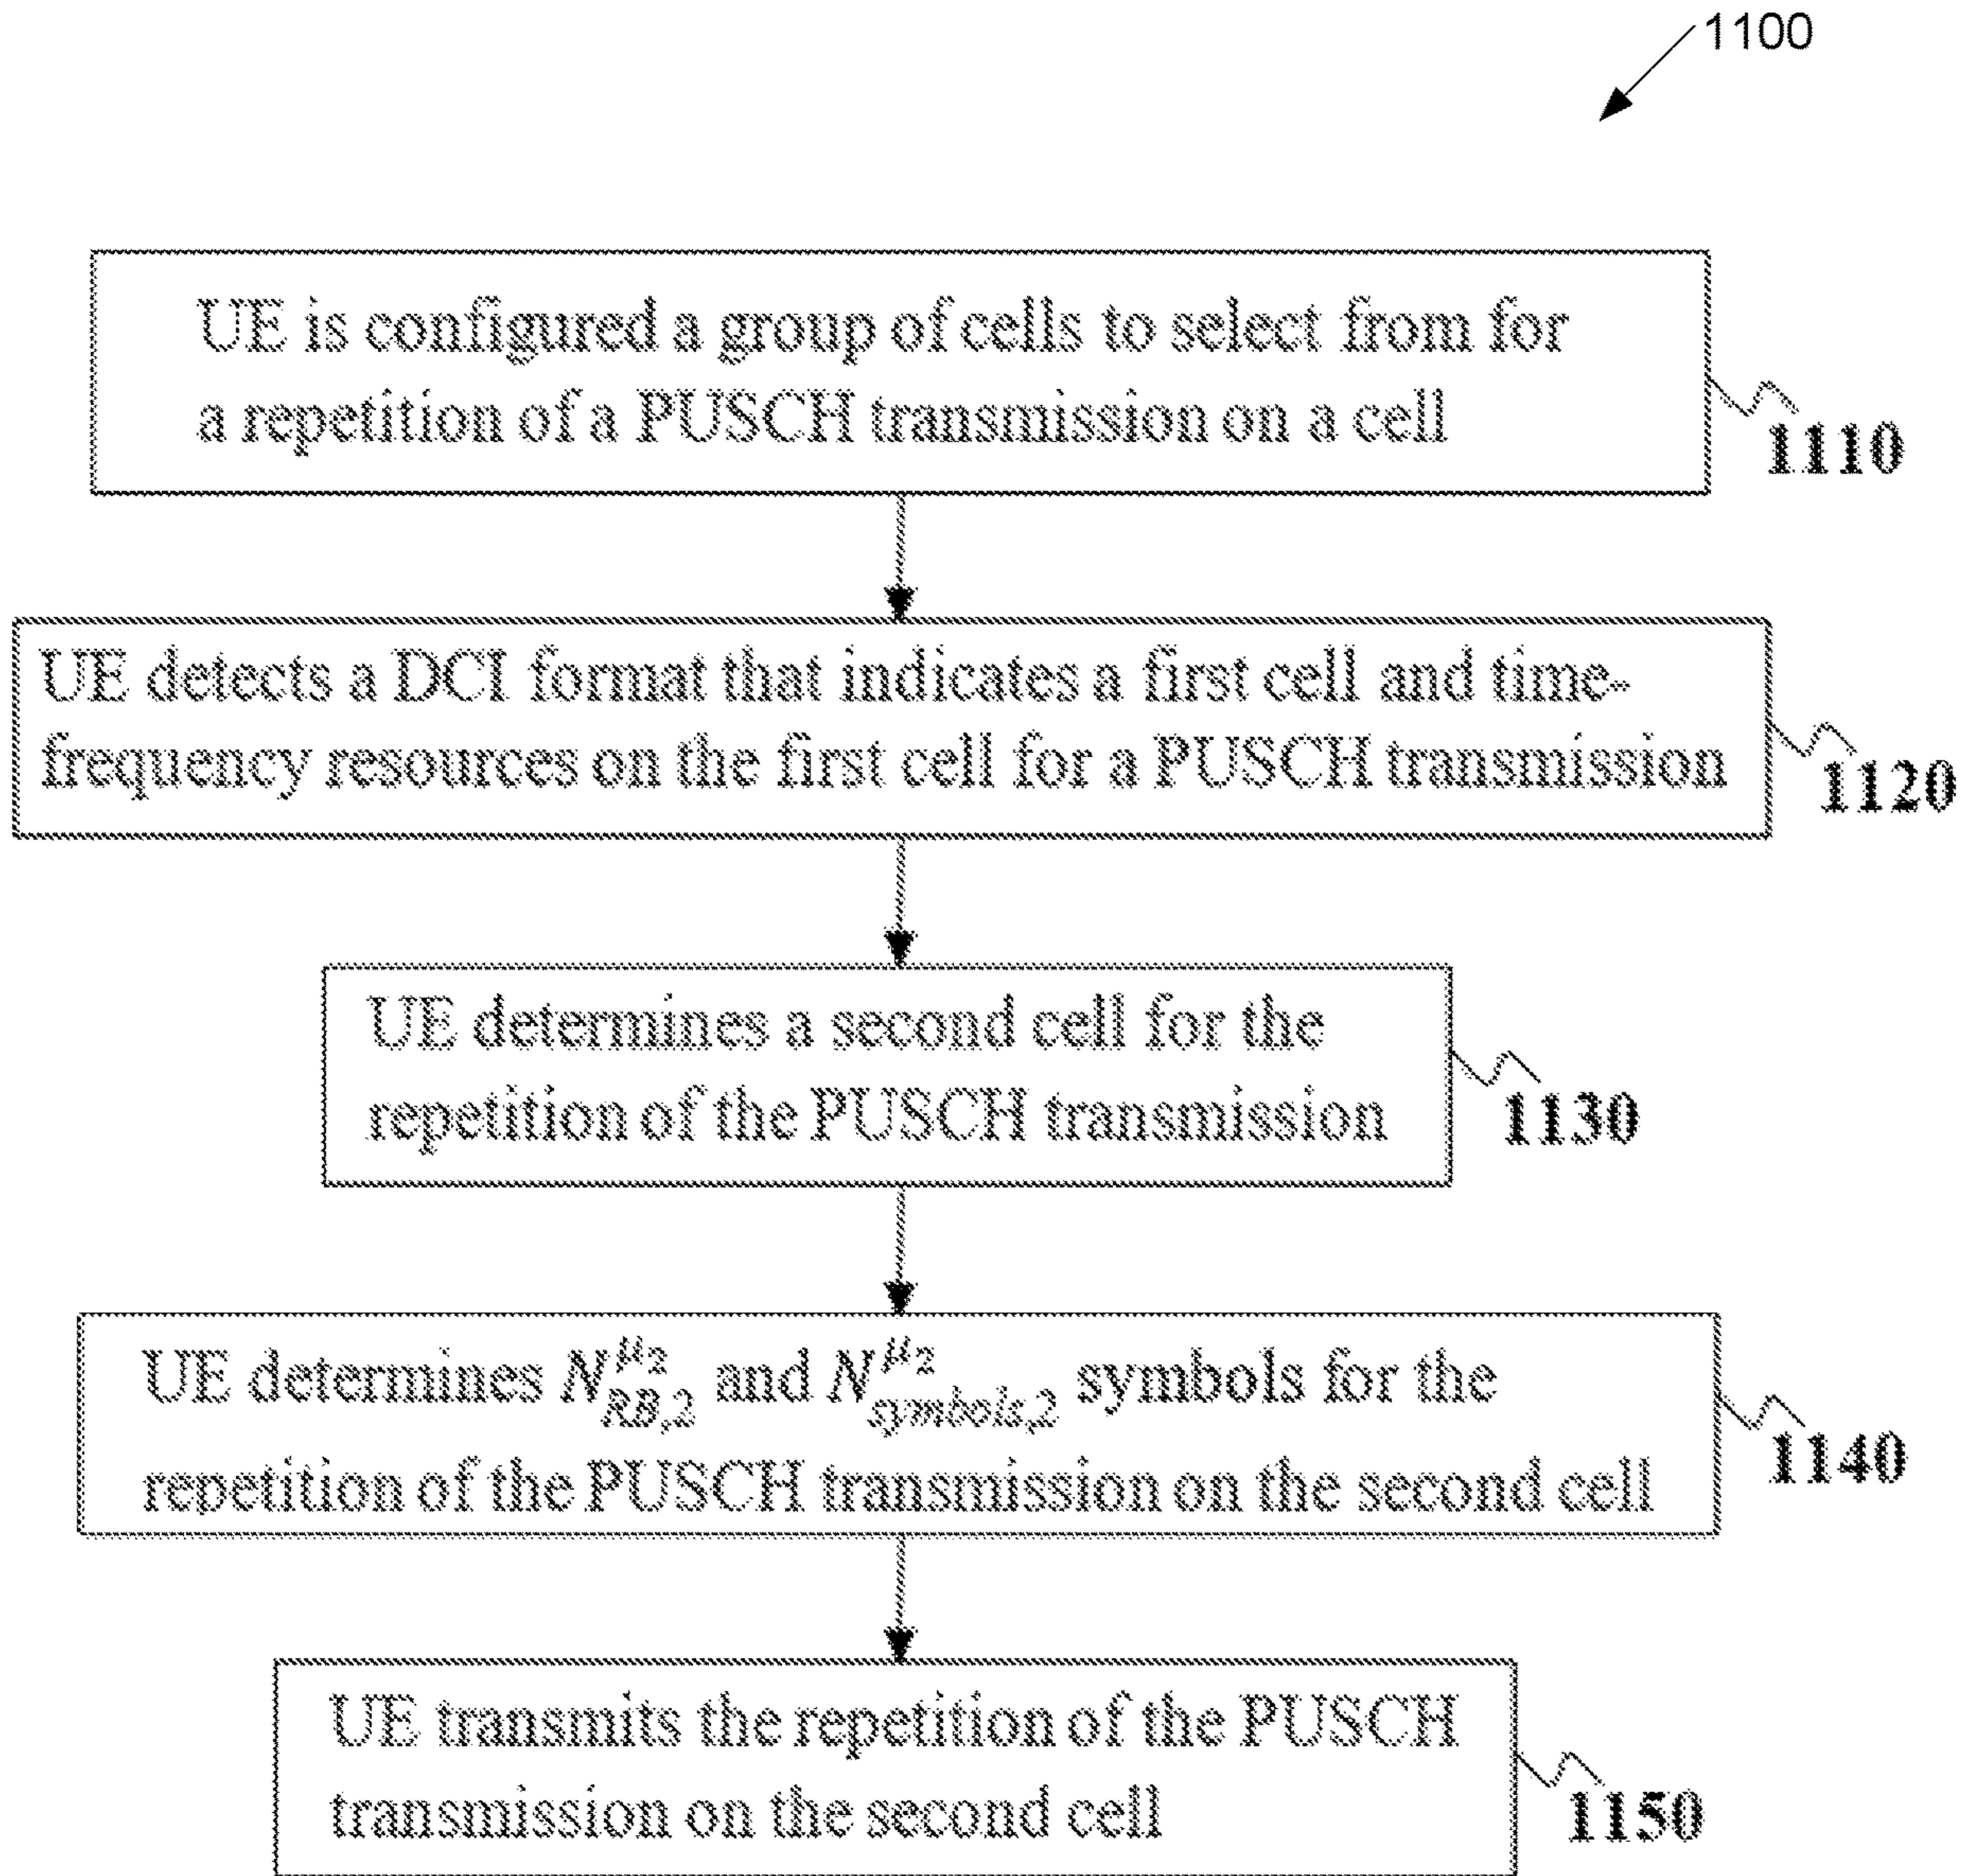 1100
UE is configured a group of cells to select from for
a repetition of a PUSCH transmission on a cell
1110
UE detects a DCI format that indicates a first cell and time-
frequency resources on the first cell for a PUSCH transmission
1120
UE determines a second cell for the
repetition of the PUSCH transmission
1130
UE determines $N_{RB,2}^{\mu_2}$ and $N_{symbols,2}^{\mu_2}$ symbols for the
repetition of the PUSCH transmission on the second cell
1140
UE transmits the repetition of the PUSCH
transmission on the second cell
1150